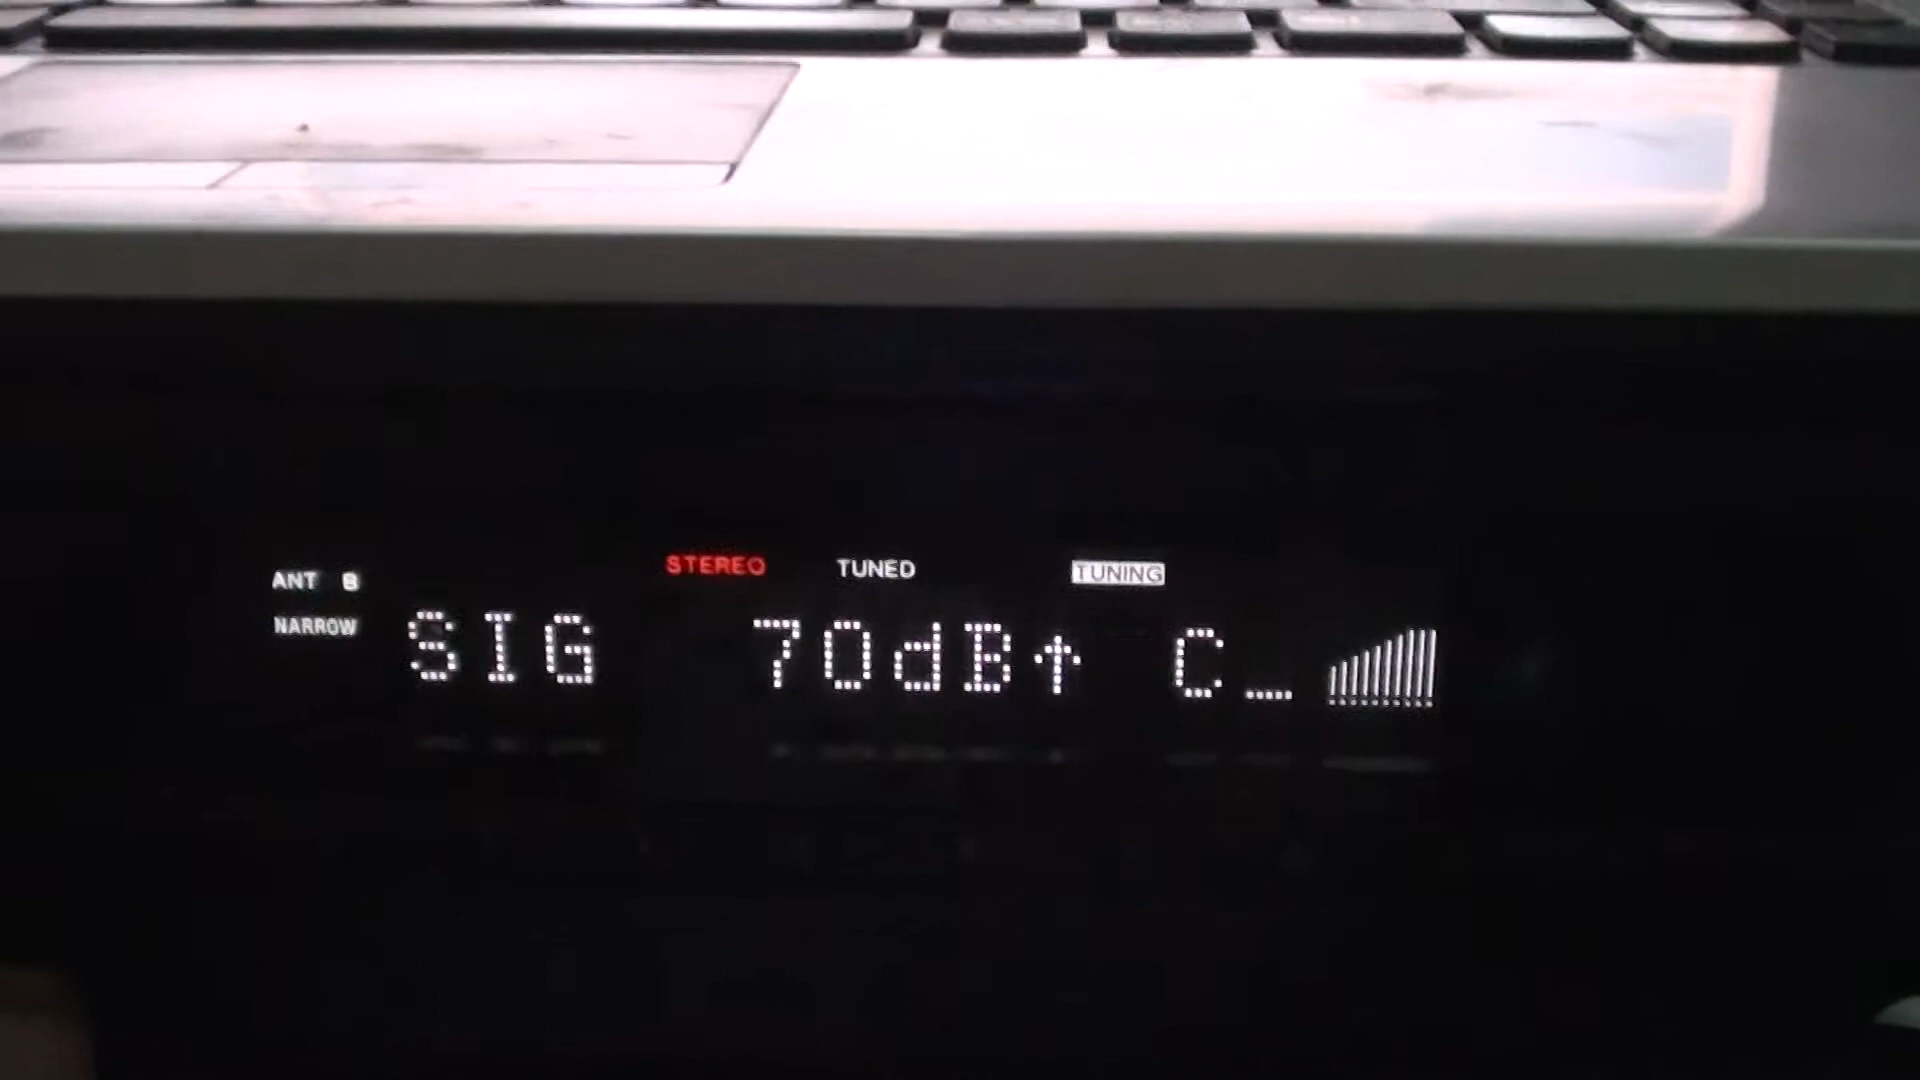 STEREO TUNED TUNING
ANT B
NARROW
SIG 70dB↑ C_